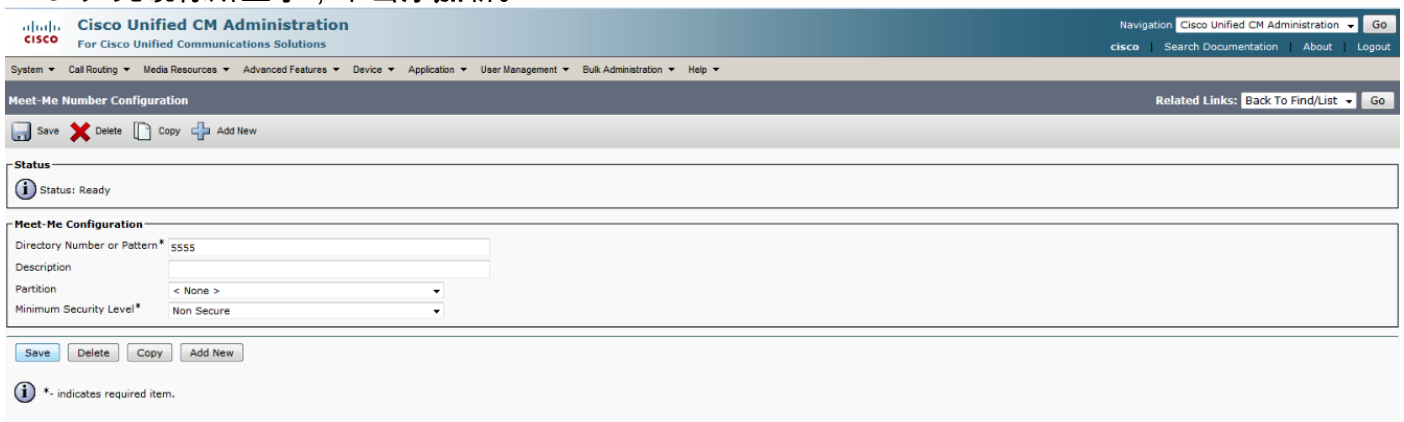 Cisco Unified CM Administration
For Cisco Unified Communications Solutions
Navigation Cisco Unified CM Administration Go
cisco Search Documentation About Logout
CISCO
System Call Routing Media Resources Advanced Features Device Application User Management Bulk Administration Help
Meet-Me Number Configuration
Related Links: Back To Find/List Go
Save Delete Copy Add New
Status
Status: Ready
Meet-Me Configuration
Directory Number or Pattern* 5555
Description
Partition < None >
Minimum Security Level* Non Secure
Save Delete Copy Add New
*- indicates required item.